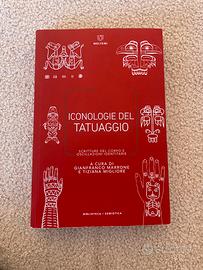 MELTEMI
ICONOLOGIE DEL
TATUAGGIO
SCRITTURE DEL CORPO E
OSCILLAZIONI IDENTITARIE
A CURA DI
GIANFRANCO MARRONE
E TIZIANA MIGLIORE
BIBLIOTECA / SEMIOTICA